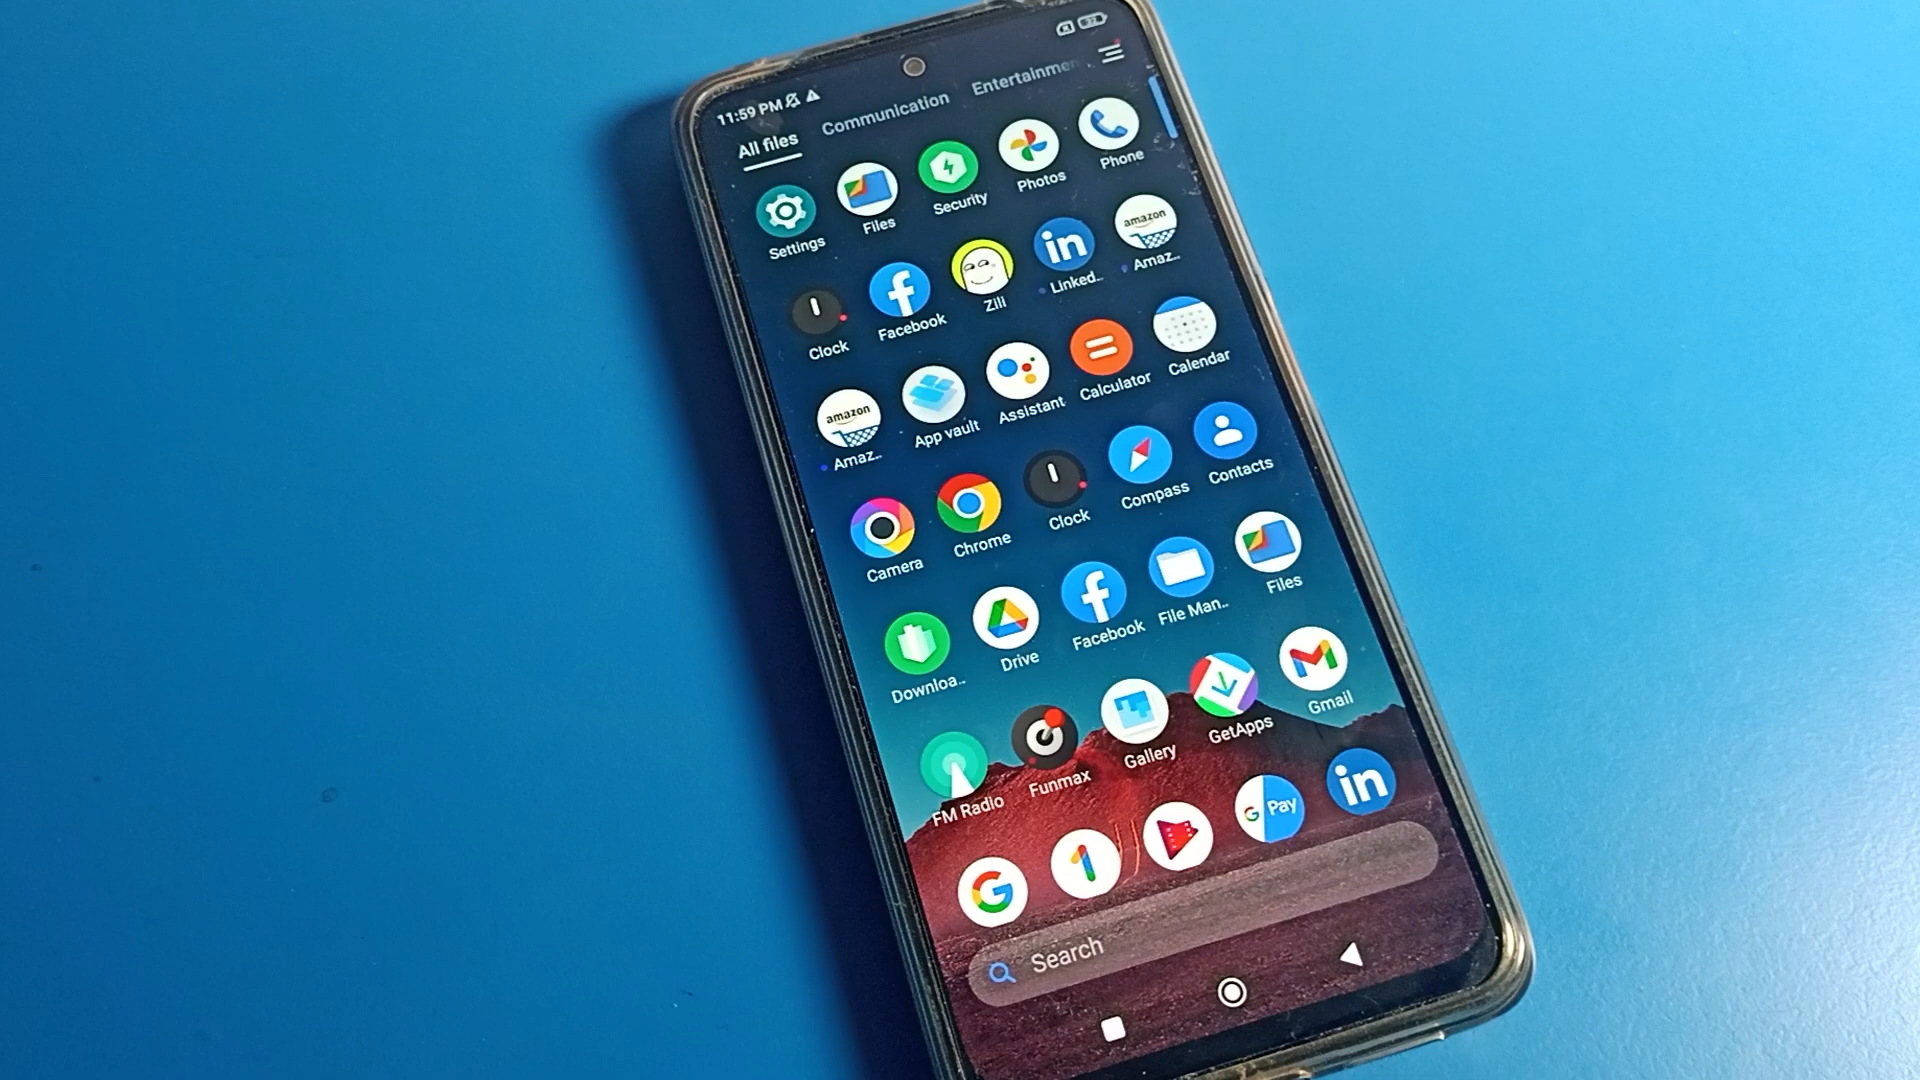 11:59 PM
All files Communication Entertainmen
Settings Files Security Photos Phone
amazon
Clock Facebook Zili Linked.. Amaz..
amazon
Amaz.. App vault Assistant Calculator Calendar
Camera Chrome Clock Compass Contacts
Downloa.. Drive Facebook File Man.. Files
FM Radio Funmax Gallery GetApps Gmail
G Pay in
Search